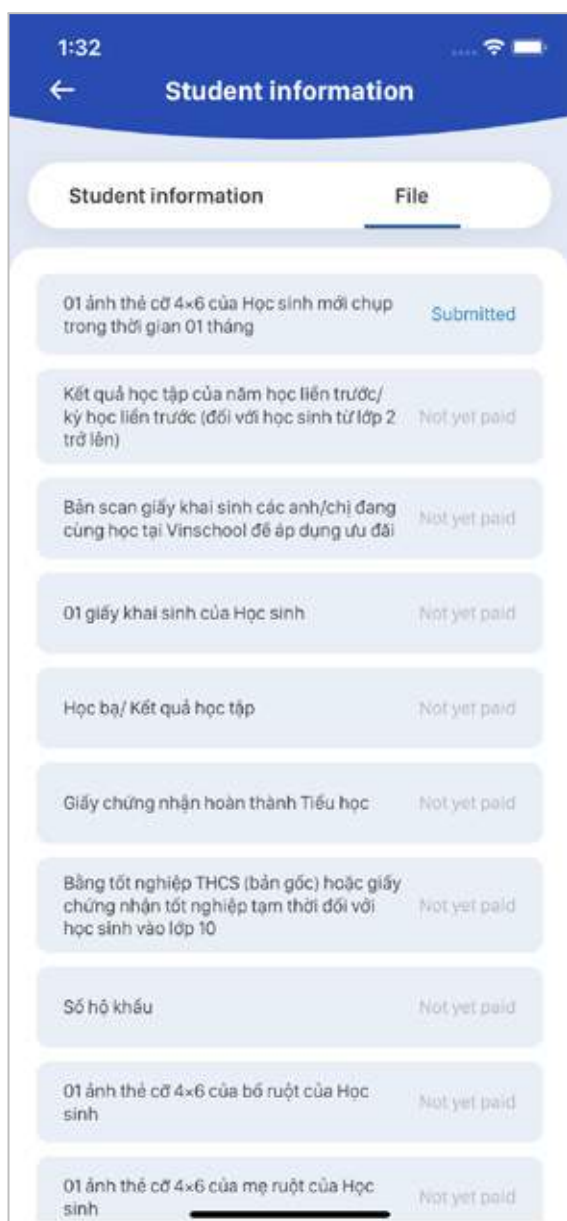 1:32
Student information
Student information
File
01 ảnh thẻ cỡ 4×6 của Học sinh mới chụp
trong thời gian 01 tháng
Submitted
Kết quả học tập của năm học liền trước/
kỳ học liền trước (đối với học sinh từ lớp 2
trở lên)
Not yet paid
Bản scan giấy khai sinh các anh/chị đang
cùng học tại Vinschool để áp dụng ưu đãi
Not yet paid
01 giấy khai sinh của Học sinh
Not yet paid
Học bạ/ Kết quả học tập
Not yet paid
Giấy chứng nhận hoàn thành Tiểu học
Not yet paid
Bằng tốt nghiệp THCS (bản gốc) hoặc giấy
chứng nhận tốt nghiệp tạm thời đối với
học sinh vào lớp 10
Not yet paid
Sổ hộ khẩu
Not yet paid
01 ảnh thẻ cỡ 4×6 của bố ruột của Học
sinh
Not yet paid
01 ảnh thẻ cỡ 4×6 của mẹ ruột của Học
sinh
Not yet paid